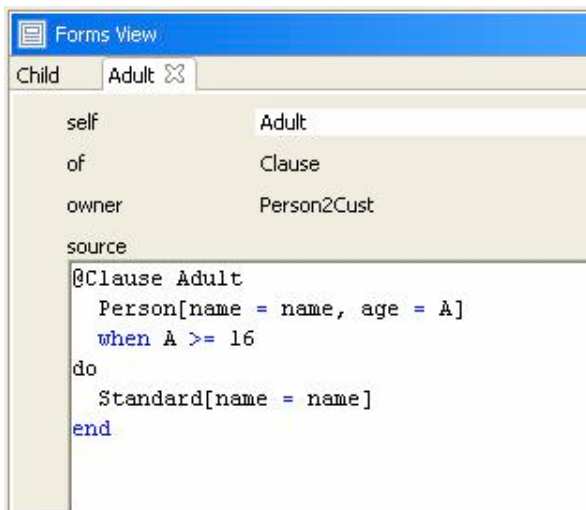 Forms View
Child Adult
self Adult
of Clause
owner Person2Cust
source
@Clause Adult
  Person[name = name, age = A]
  when A >= 16
do
  Standard[name = name]
end